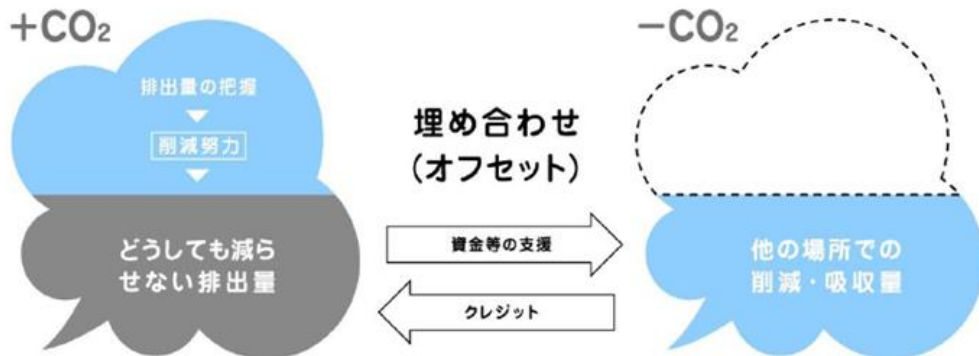 +CO₂
排出量の把握
削減努力
どうしても減ら
せない排出量
埋め合わせ
(オフセット)
資金等の支援
クレジット
−CO₂
他の場所での
削減・吸収量